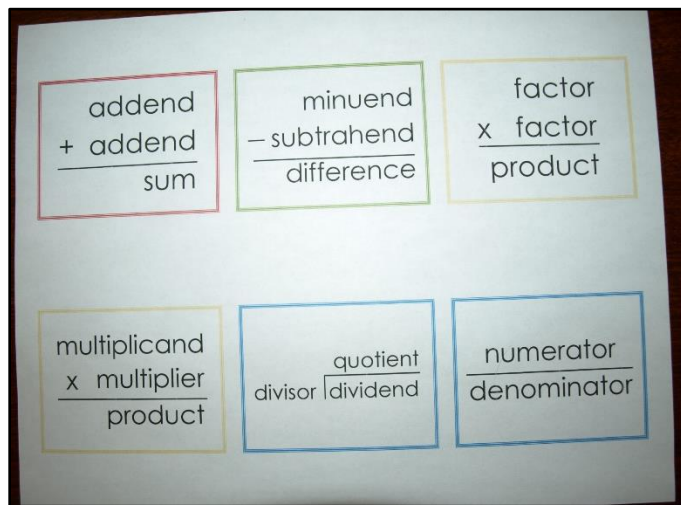 addend
+ addend
sum
minuend
− subtrahend
difference
factor
x factor
product
multiplicand
x multiplier
product
quotient
divisor dividend
numerator
denominator